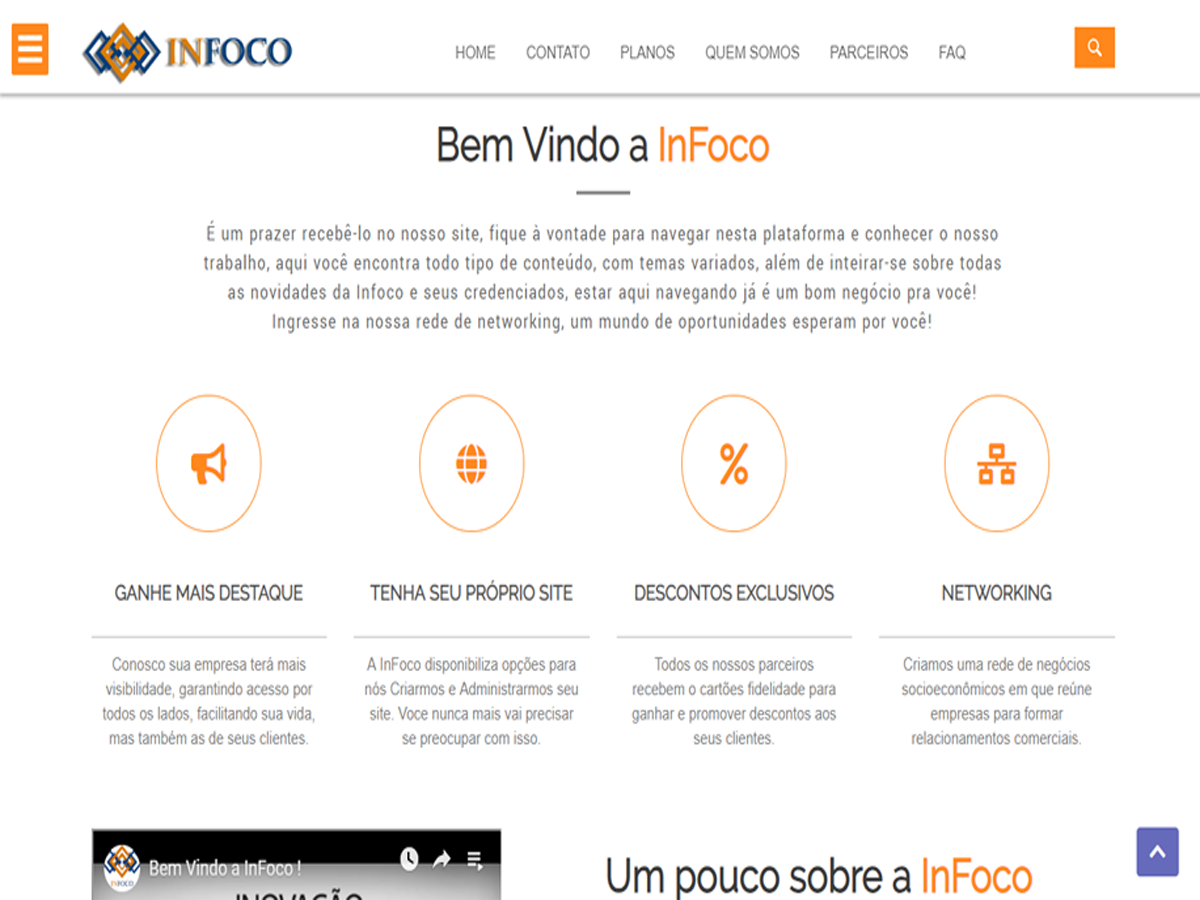 INFOCO
HOME CONTATO PLANOS QUEM SOMOS PARCEIROS FAQ
Bem Vindo a InFoco
É um prazer recebê-lo no nosso site, fique à vontade para navegar nesta plataforma e conhecer o nosso
trabalho, aqui você encontra todo tipo de conteúdo, com temas variados, além de inteirar-se sobre todas
as novidades da Infoco e seus credenciados, estar aqui navegando já é um bom negócio pra você!
Ingresse na nossa rede de networking, um mundo de oportunidades esperam por você!
%
GANHE MAIS DESTAQUE
Conosco sua empresa terá mais
visibilidade, garantindo acesso por
todos os lados, facilitando sua vida,
mas também as de seus clientes.
TENHA SEU PRÓPRIO SITE
A InFoco disponibiliza opções para
nós Criarmos e Administrarmos seu
site. Voce nunca mais vai precisar
se preocupar com isso.
DESCONTOS EXCLUSIVOS
Todos os nossos parceiros
recebem o cartões fidelidade para
ganhar e promover descontos aos
seus clientes.
NETWORKING
Criamos uma rede de negócios
socioeconômicos em que reúne
empresas para formar
relacionamentos comerciais.
INFOCO
Bem Vindo a InFoco !
INOVAÇÃO
Um pouco sobre a InFoco